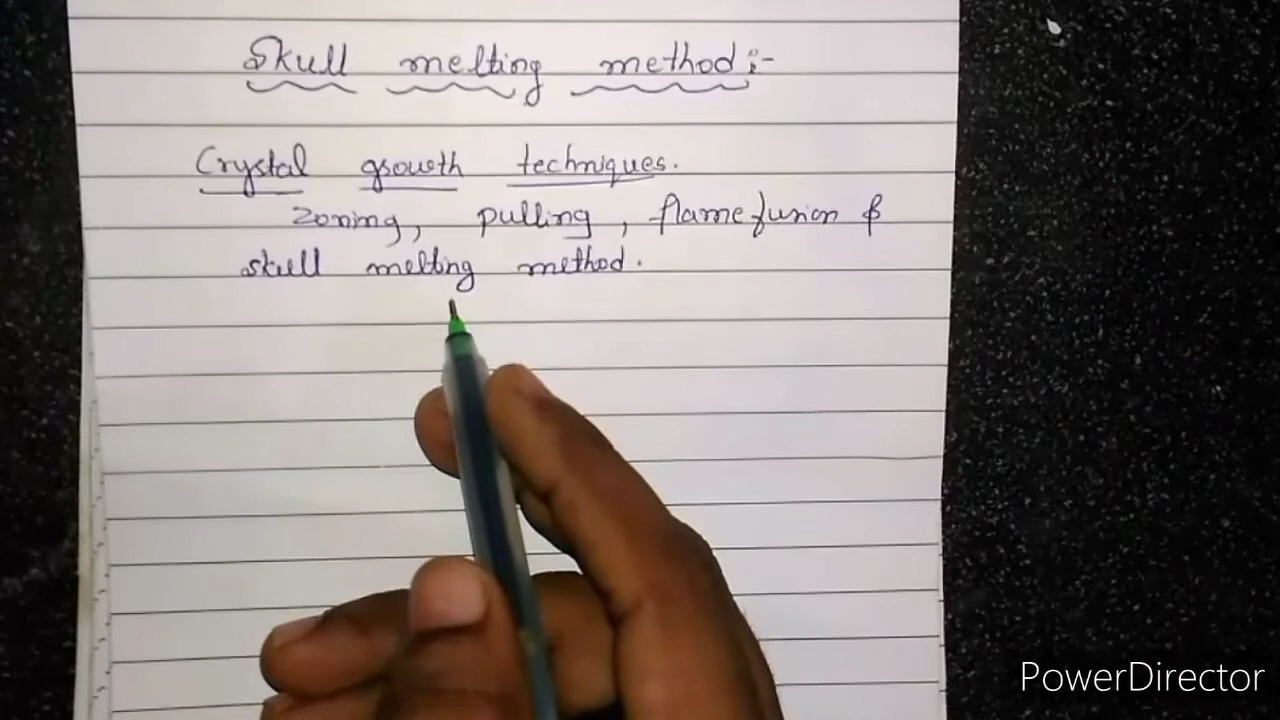 Skull melting method :-
Crystal growth techniques.
zoning, pulling, flame fusion &
skull melting method.
PowerDirector